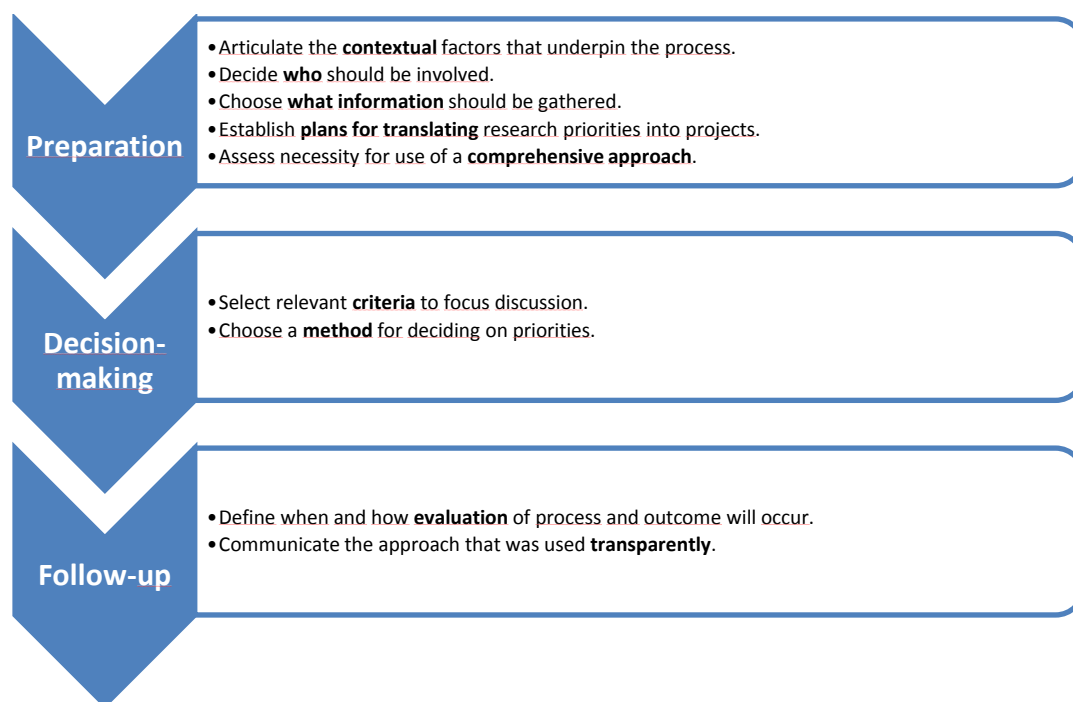 Preparation
•Articulate the contextual factors that underpin the process.
•Decide who should be involved.
•Choose what information should be gathered.
•Establish plans for translating research priorities into projects.
•Assess necessity for use of a comprehensive approach.
Decision-
making
•Select relevant criteria to focus discussion.
•Choose a method for deciding on priorities.
Follow-up
•Define when and how evaluation of process and outcome will occur.
•Communicate the approach that was used transparently.